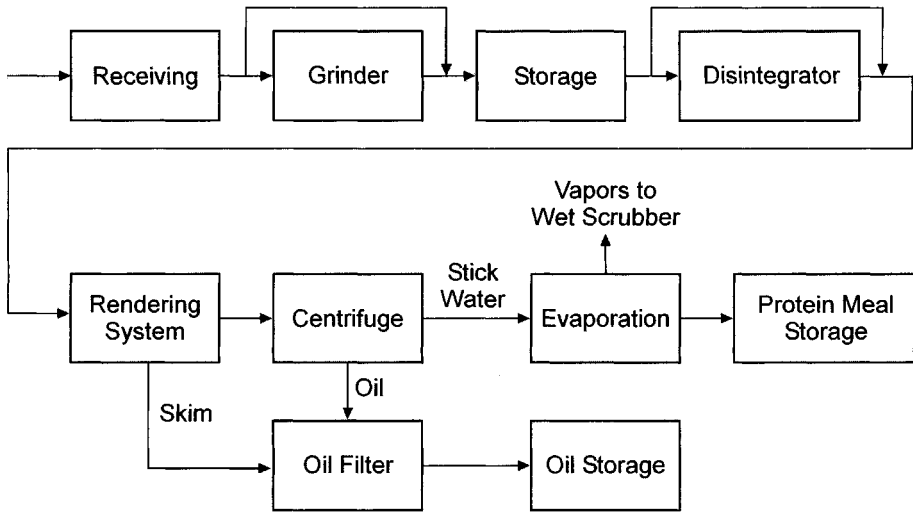 Receiving
Grinder
Storage
Disintegrator
Vapors to
Wet Scrubber
Rendering
System
Centrifuge
Stick
Water
Evaporation
Protein Meal
Storage
Skim
Oil
Oil Filter
Oil Storage